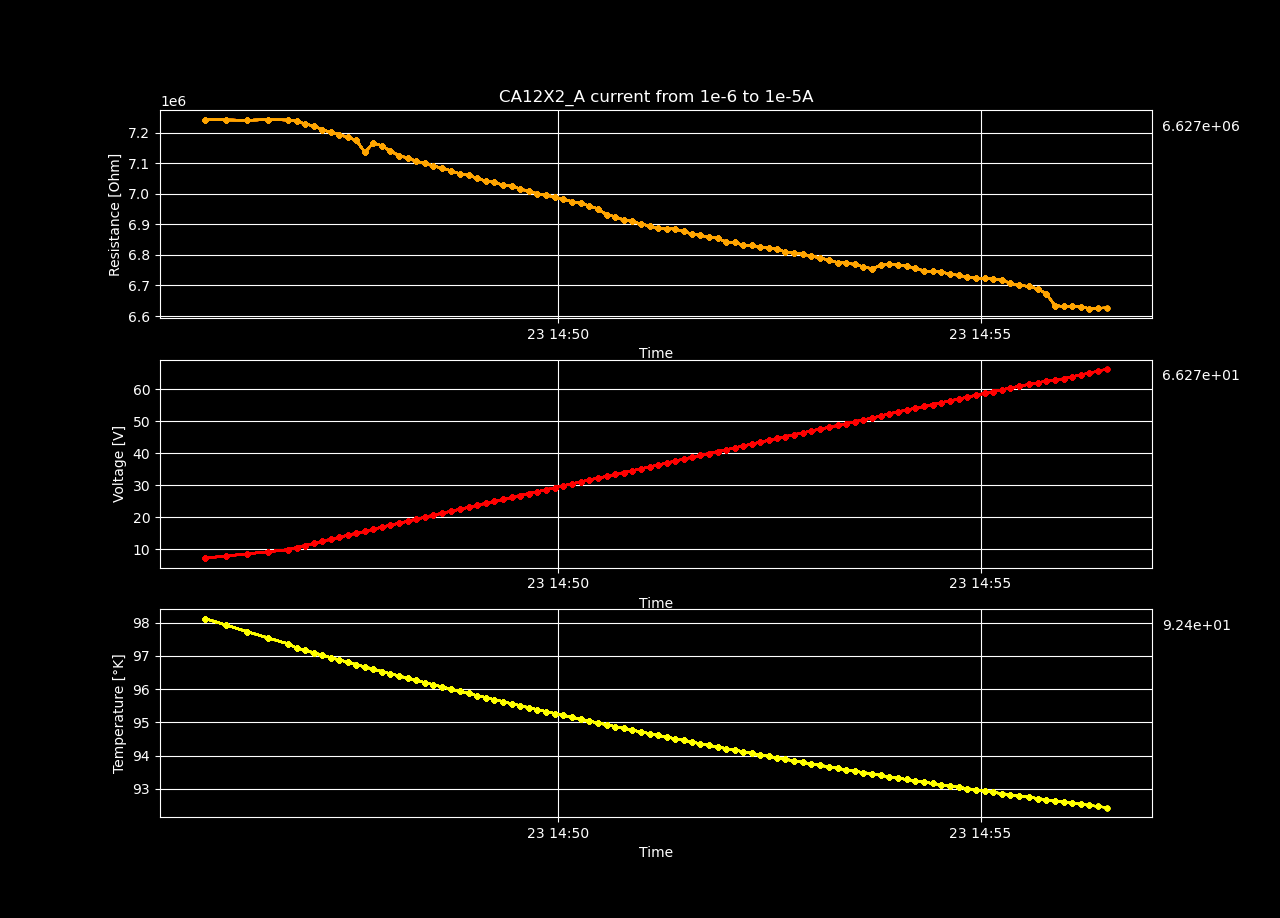 CA12X2_A current from 1e-6 to 1e-5A
1e6
6.627e+06
Resistance [Ohm]
7.2
7.1
7.0
6.9
6.8
6.7
6.6
23 14:50
23 14:55
Time
6.627e+01
Voltage [V]
60
50
40
30
20
10
23 14:50
23 14:55
Time
9.24e+01
Temperature [°K]
98
97
96
95
94
93
23 14:50
23 14:55
Time